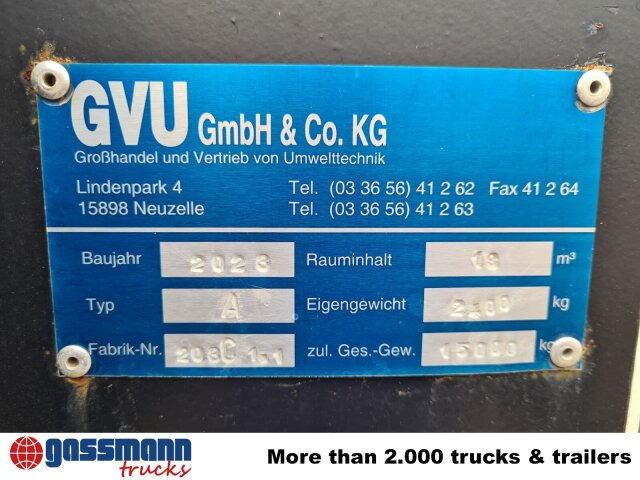 GVU GmbH & Co. KG
Großhandel und Vertrieb von Umwelttechnik
Lindenpark 4 Tel. (03 36 56) 41 2 62 Fax 41 2 64
15898 Neuzelle Tel. (03 36 56) 41 2 63
Baujahr 2023 Rauminhalt m³
Typ A Eigengewicht kg
Fabrik-Nr. zul. Ges.-Gew. 15000 kg
gassmann
trucks
More than 2.000 trucks & trailers